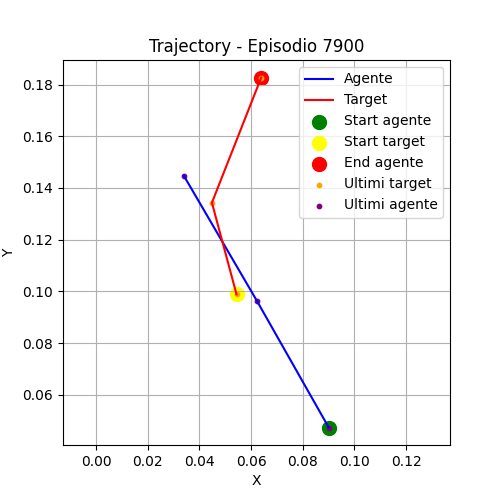 Trajectory - Episodio 7900
Agente
Target
Start agente
Start target
End agente
Ultimi target
Ultimi agente
Y
0.18
0.16
0.14
0.12
0.10
0.08
0.06
0.00 0.02 0.04 0.06 0.08 0.10 0.12
X